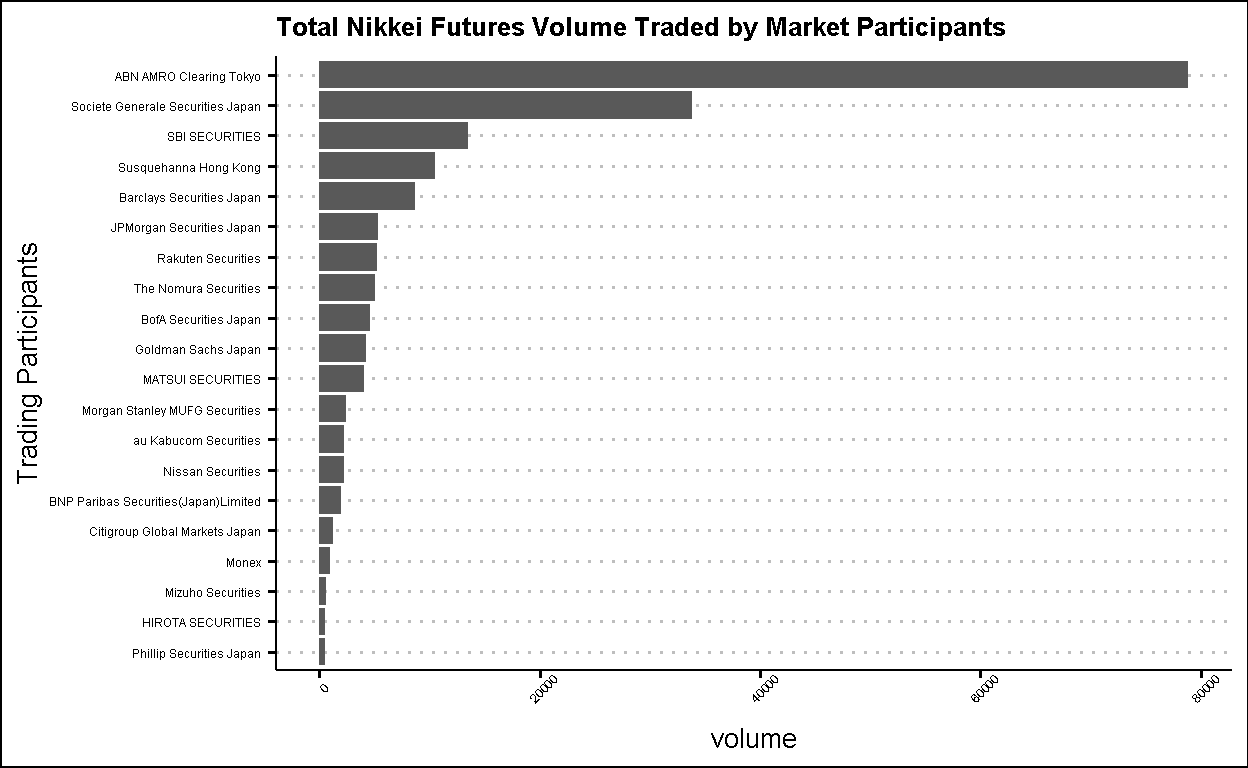 Total Nikkei Futures Volume Traded by Market Participants
Trading Participants
ABN AMRO Clearing Tokyo
Societe Generale Securities Japan
SBI SECURITIES
Susquehanna Hong Kong
Barclays Securities Japan
JPMorgan Securities Japan
Rakuten Securities
The Nomura Securities
BofA Securities Japan
Goldman Sachs Japan
MATSUI SECURITIES
Morgan Stanley MUFG Securities
au Kabucom Securities
Nissan Securities
BNP Paribas Securities(Japan)Limited
Citigroup Global Markets Japan
Monex
Mizuho Securities
HIROTA SECURITIES
Phillip Securities Japan
0 20000 40000 60000 80000
volume